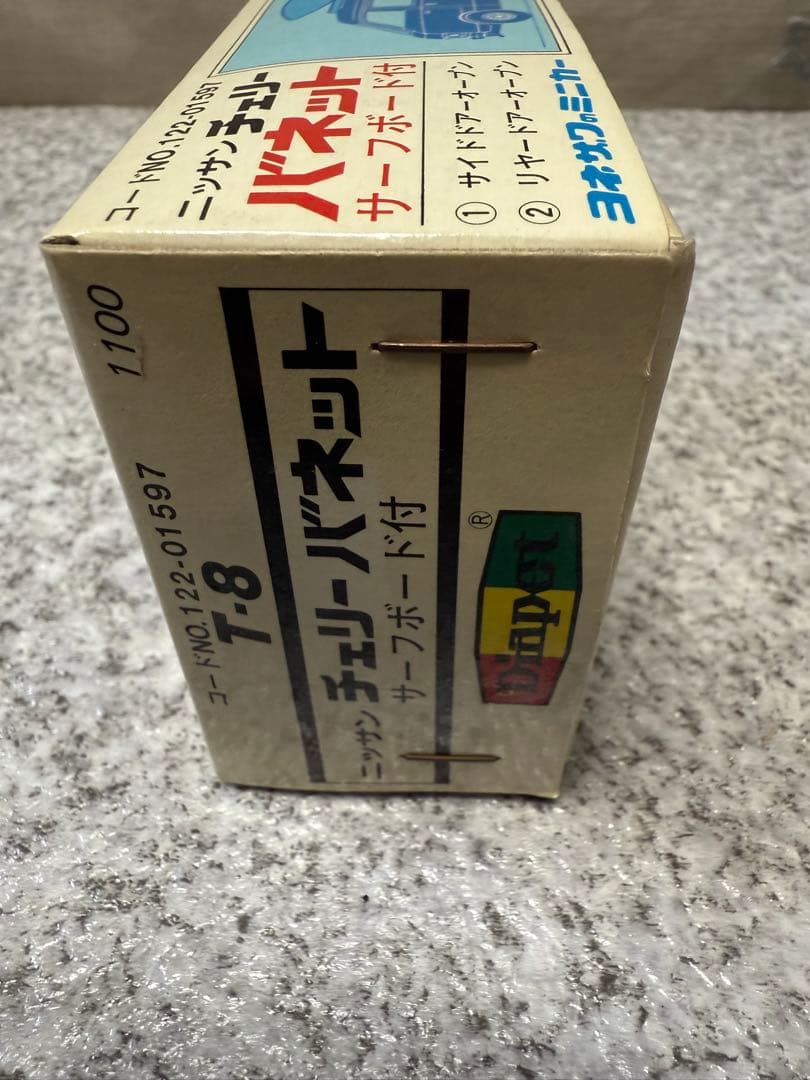 コードNO.122-01597
ニッサン チェリー
バネット
サーフボード付
① サイドドアーオープン
② リヤードアーオープン
ヨネザワのミニカー
1100
コードNO.122-01597
T-8
ニッサン チェリーバネット
サーフボード付
®
Diapet